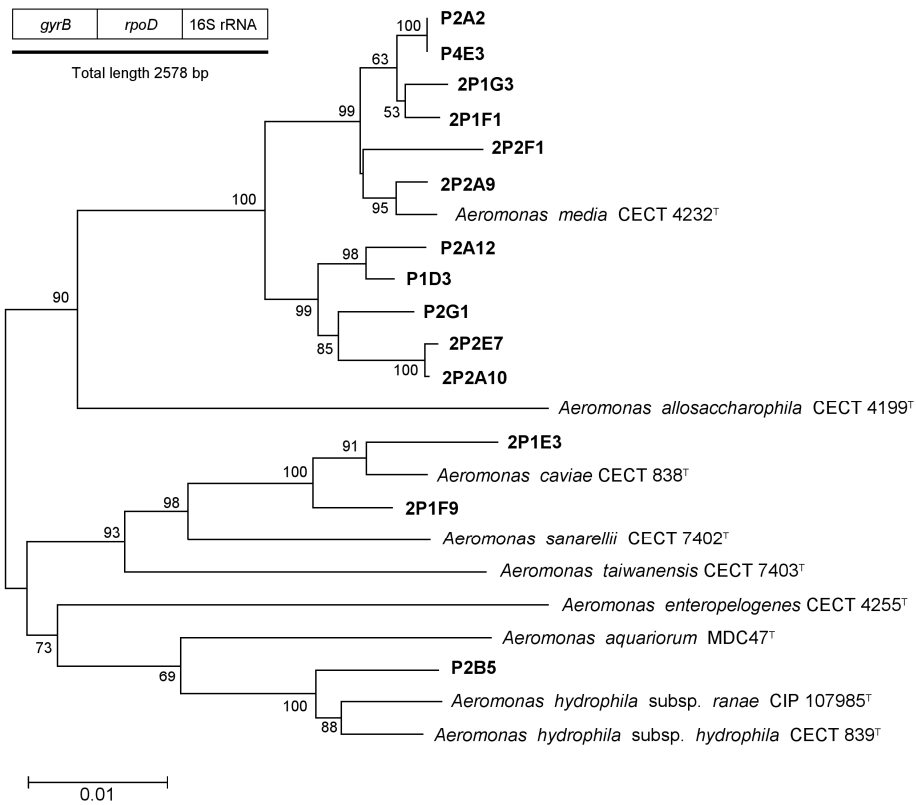 gyrB rpoD 16S rRNA
Total length 2578 bp
100 P2A2
P4E3
63
2P1G3
53
2P1F1
99
2P2F1
2P2A9
95
Aeromonas media CECT 4232ᵀ
100
P2A12
98
P1D3
99
P2G1
85
2P2E7
100
2P2A10
90
Aeromonas allosaccharophila CECT 4199ᵀ
2P1E3
91
Aeromonas caviae CECT 838ᵀ
100
2P1F9
98
Aeromonas sanarellii CECT 7402ᵀ
93
Aeromonas taiwanensis CECT 7403ᵀ
Aeromonas enteropelogenes CECT 4255ᵀ
73
Aeromonas aquariorum MDC47ᵀ
69
P2B5
100
Aeromonas hydrophila subsp. ranae CIP 107985ᵀ
88
Aeromonas hydrophila subsp. hydrophila CECT 839ᵀ
0.01